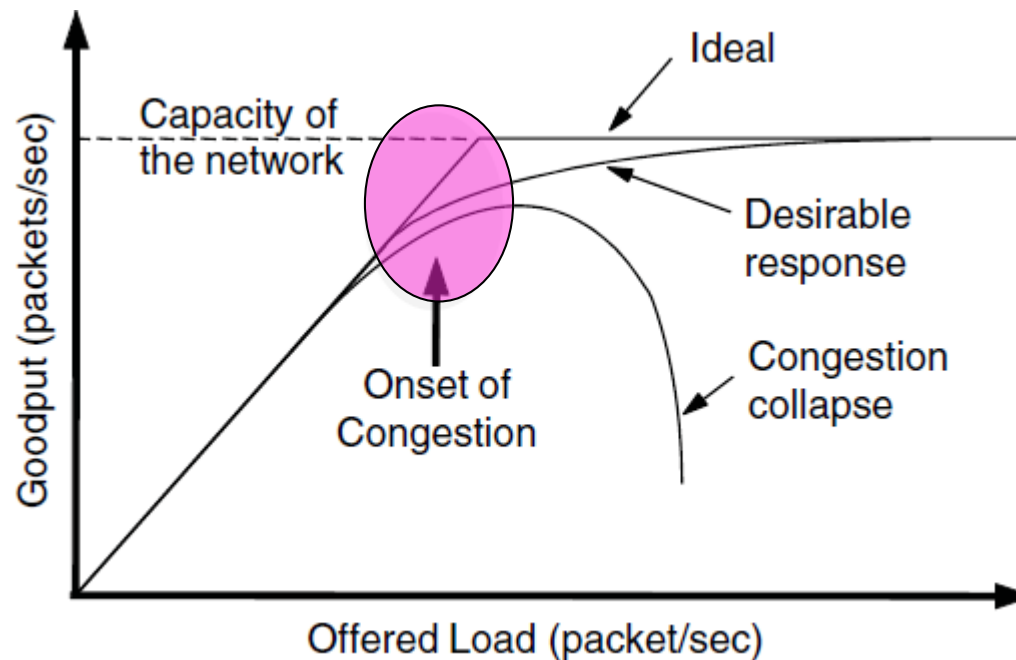 Ideal
Capacity of
the network
Desirable
response
Congestion
collapse
Onset of
Congestion
Goodput (packets/sec)
Offered Load (packet/sec)